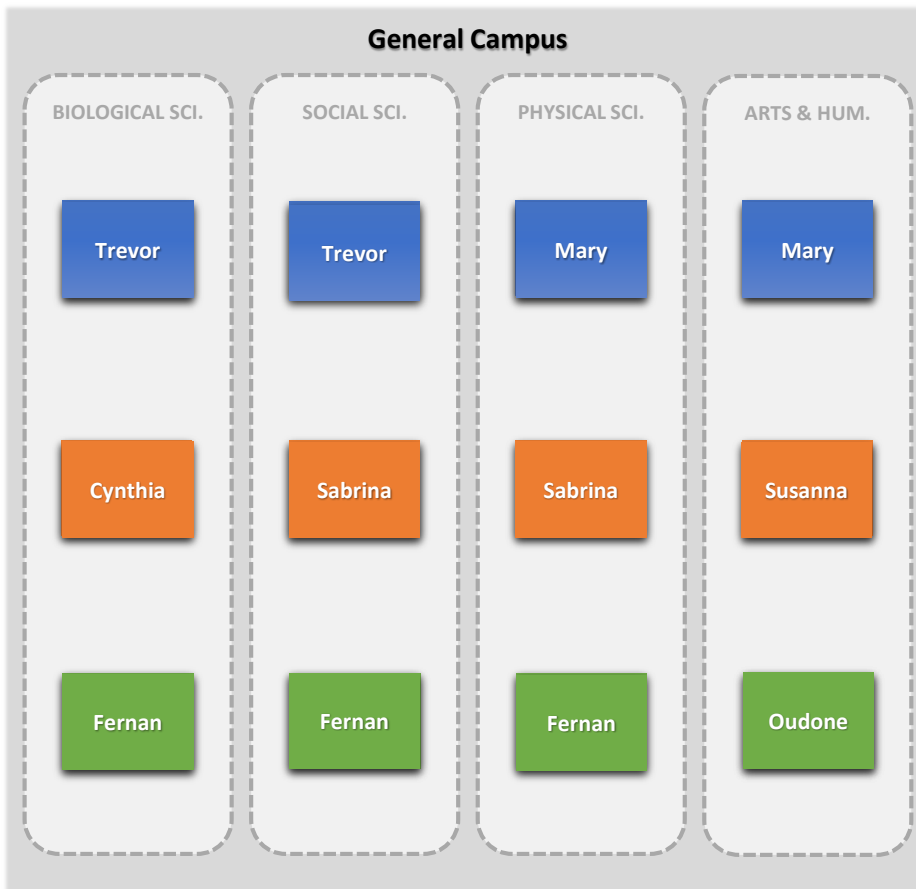 General Campus
BIOLOGICAL SCI.
SOCIAL SCI.
PHYSICAL SCI.
ARTS & HUM.
Trevor
Trevor
Mary
Mary
Cynthia
Sabrina
Sabrina
Susanna
Fernan
Fernan
Fernan
Oudone